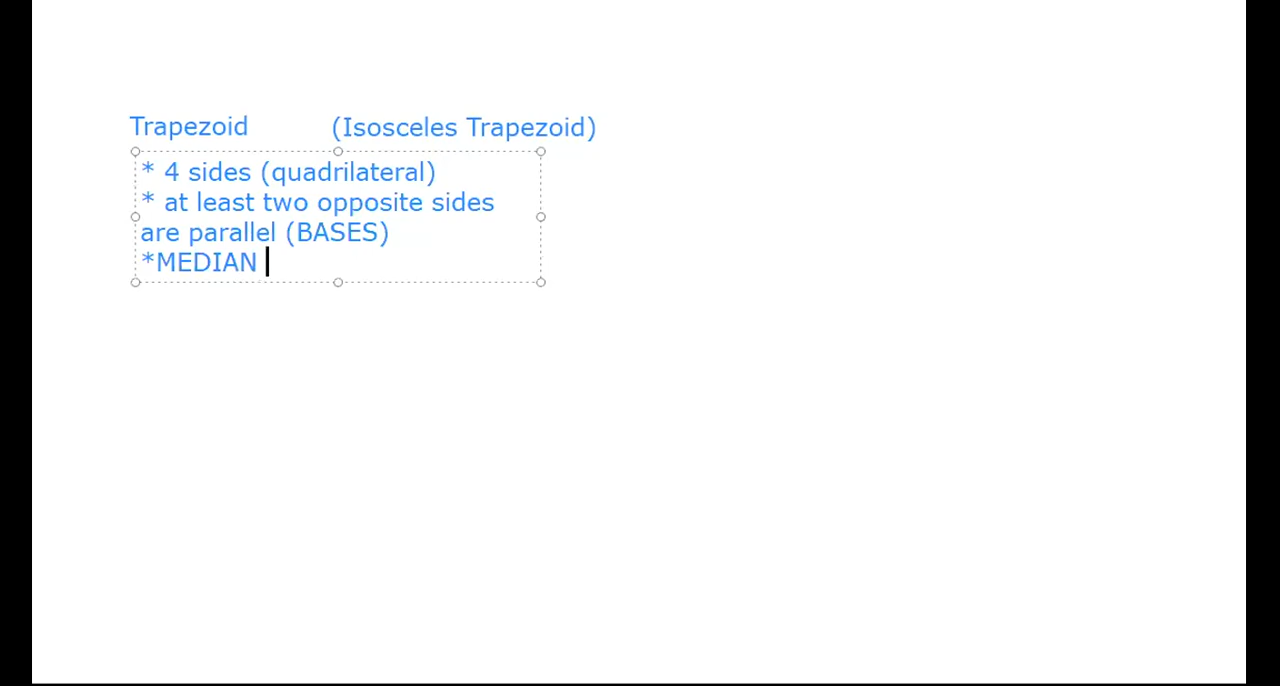 Trapezoid (Isosceles Trapezoid)
* 4 sides (quadrilateral)
* at least two opposite sides
are parallel (BASES)
*MEDIAN